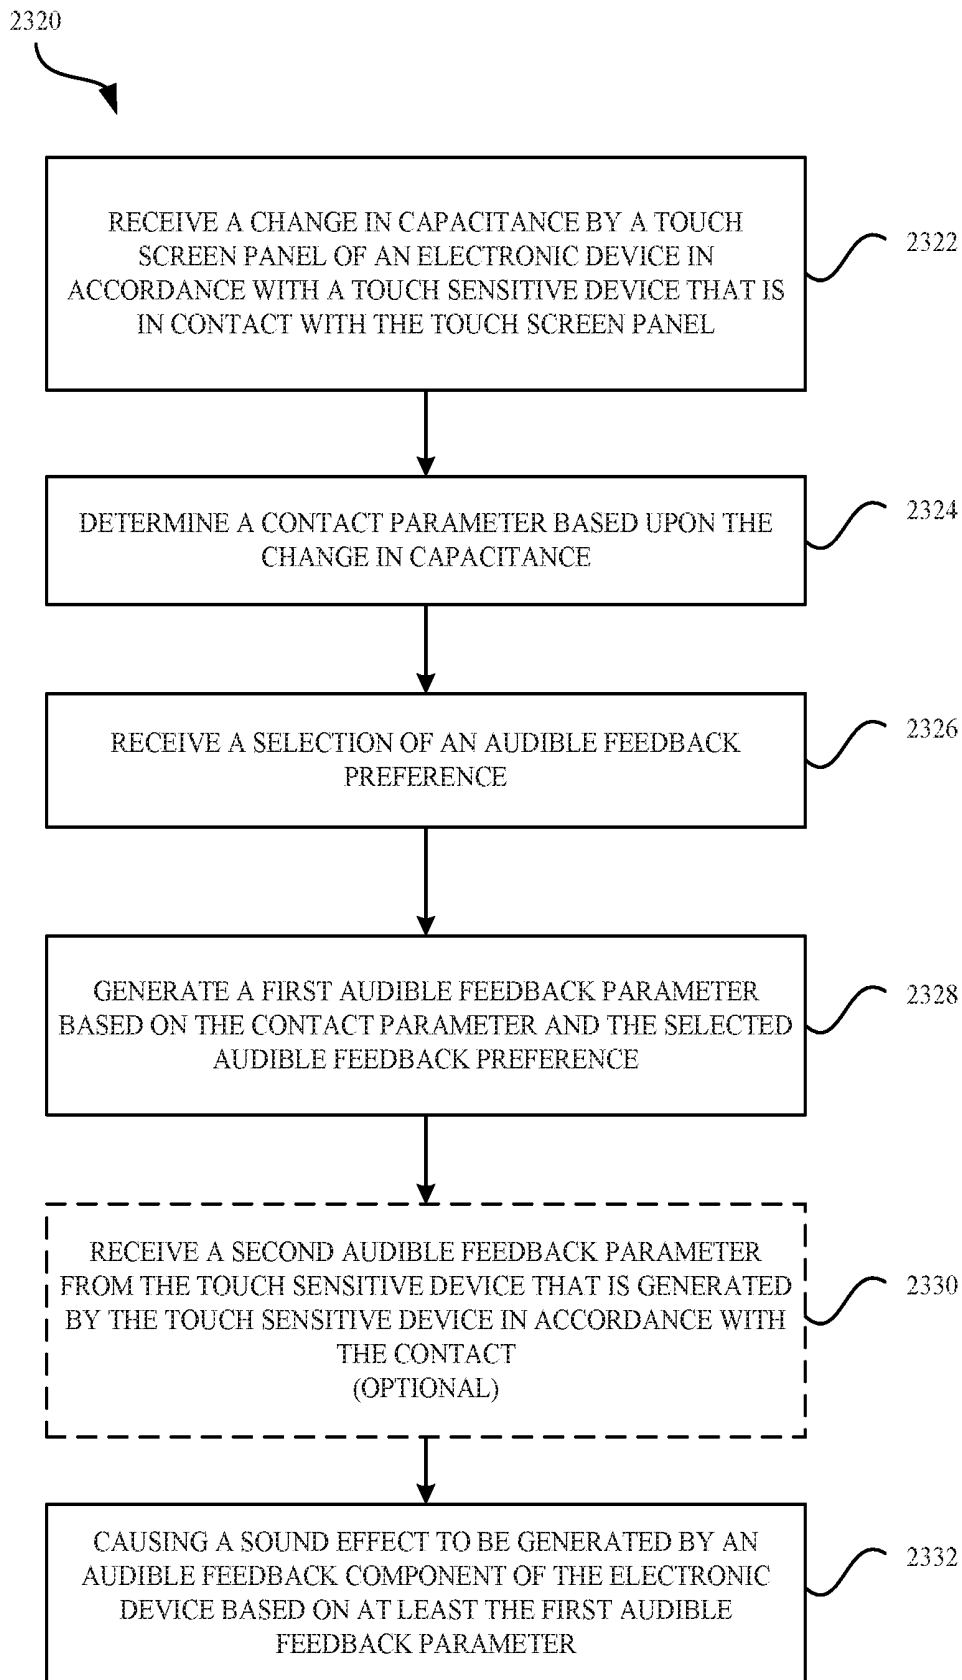 2320
RECEIVE A CHANGE IN CAPACITANCE BY A TOUCH
SCREEN PANEL OF AN ELECTRONIC DEVICE IN
ACCORDANCE WITH A TOUCH SENSITIVE DEVICE THAT IS
IN CONTACT WITH THE TOUCH SCREEN PANEL
2322
DETERMINE A CONTACT PARAMETER BASED UPON THE
CHANGE IN CAPACITANCE
2324
RECEIVE A SELECTION OF AN AUDIBLE FEEDBACK
PREFERENCE
2326
GENERATE A FIRST AUDIBLE FEEDBACK PARAMETER
BASED ON THE CONTACT PARAMETER AND THE SELECTED
AUDIBLE FEEDBACK PREFERENCE
2328
RECEIVE A SECOND AUDIBLE FEEDBACK PARAMETER
FROM THE TOUCH SENSITIVE DEVICE THAT IS GENERATED
BY THE TOUCH SENSITIVE DEVICE IN ACCORDANCE WITH
THE CONTACT
(OPTIONAL)
2330
CAUSING A SOUND EFFECT TO BE GENERATED BY AN
AUDIBLE FEEDBACK COMPONENT OF THE ELECTRONIC
DEVICE BASED ON AT LEAST THE FIRST AUDIBLE
FEEDBACK PARAMETER
2332